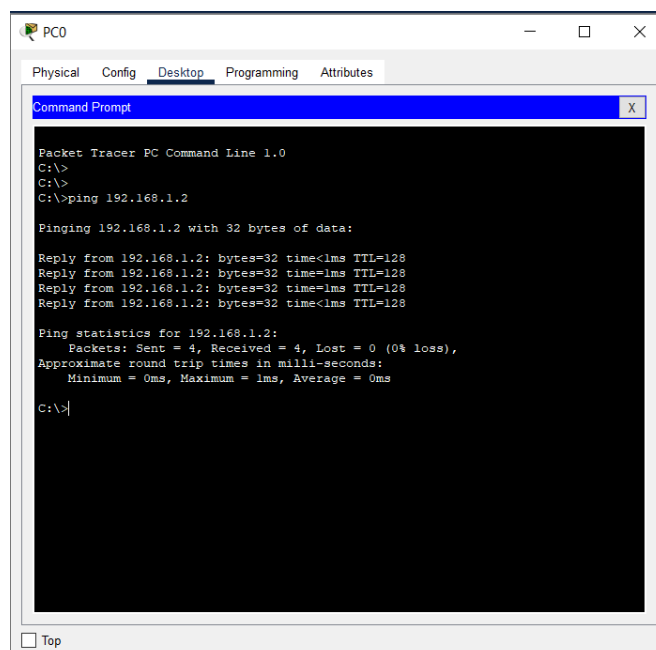 PC0
Physical Config Desktop Programming Attributes
Command Prompt
X
Packet Tracer PC Command Line 1.0
C:\>
C:\>
C:\>ping 192.168.1.2
Pinging 192.168.1.2 with 32 bytes of data:
Reply from 192.168.1.2: bytes=32 time<1ms TTL=128
Reply from 192.168.1.2: bytes=32 time=1ms TTL=128
Reply from 192.168.1.2: bytes=32 time=1ms TTL=128
Reply from 192.168.1.2: bytes=32 time<1ms TTL=128
Ping statistics for 192.168.1.2:
    Packets: Sent = 4, Received = 4, Lost = 0 (0% loss),
Approximate round trip times in milli-seconds:
    Minimum = 0ms, Maximum = 1ms, Average = 0ms
C:\>
Top